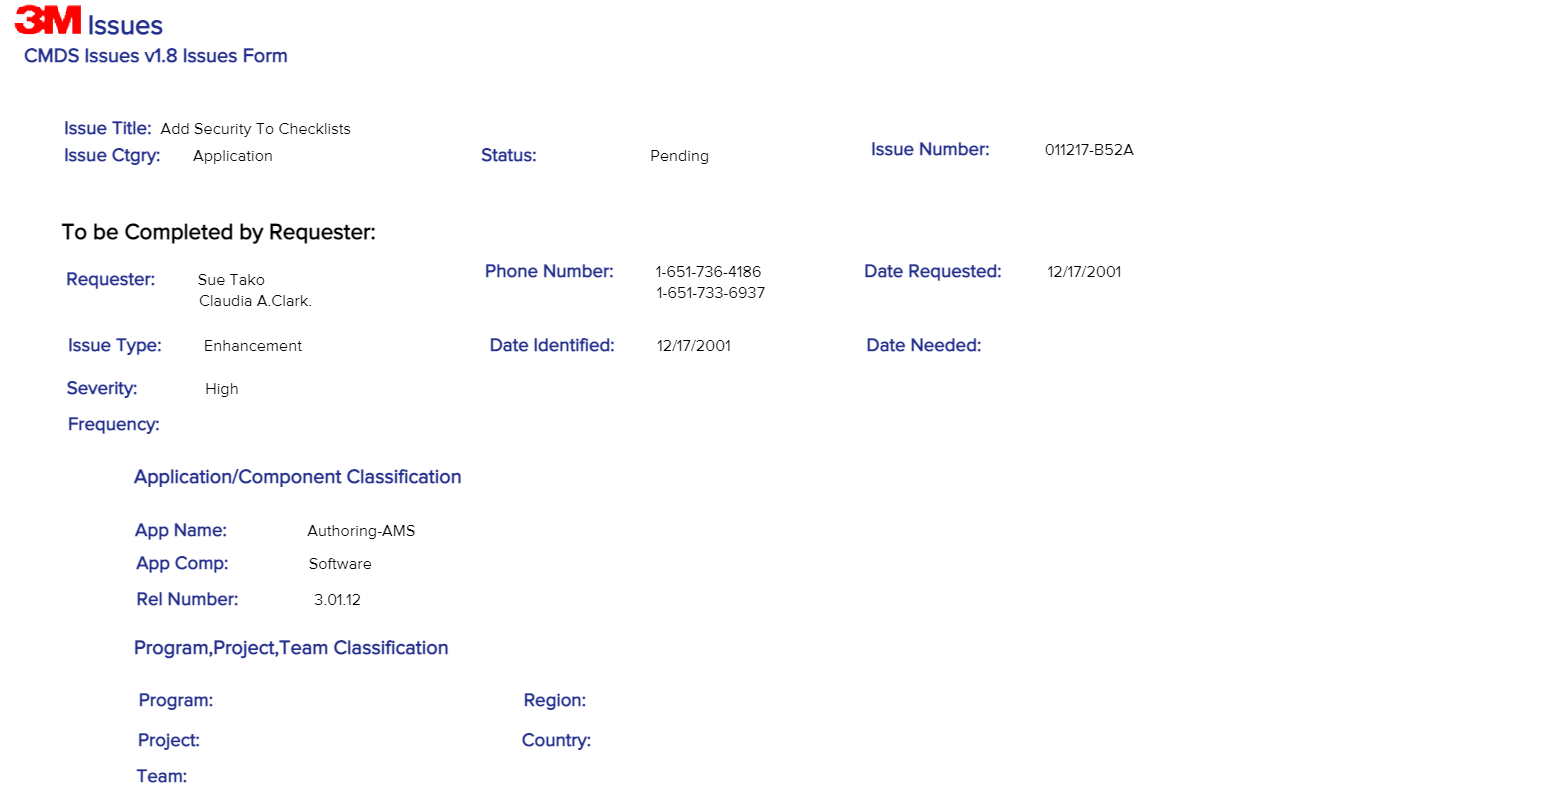 3M Issues
CMDS Issues v1.8 Issues Form
Issue Title: Add Security To Checklists
Issue Ctgry: Application Status: Pending Issue Number: 011217-B52A
To be Completed by Requester:
Requester: Sue Tako Phone Number: 1-651-736-4186 Date Requested: 12/17/2001
Claudia A.Clark. 1-651-733-6937
Issue Type: Enhancement Date Identified: 12/17/2001 Date Needed:
Severity: High
Frequency:
Application/Component Classification
App Name: Authoring-AMS
App Comp: Software
Rel Number: 3.01.12
Program,Project,Team Classification
Program: Region:
Project: Country:
Team: